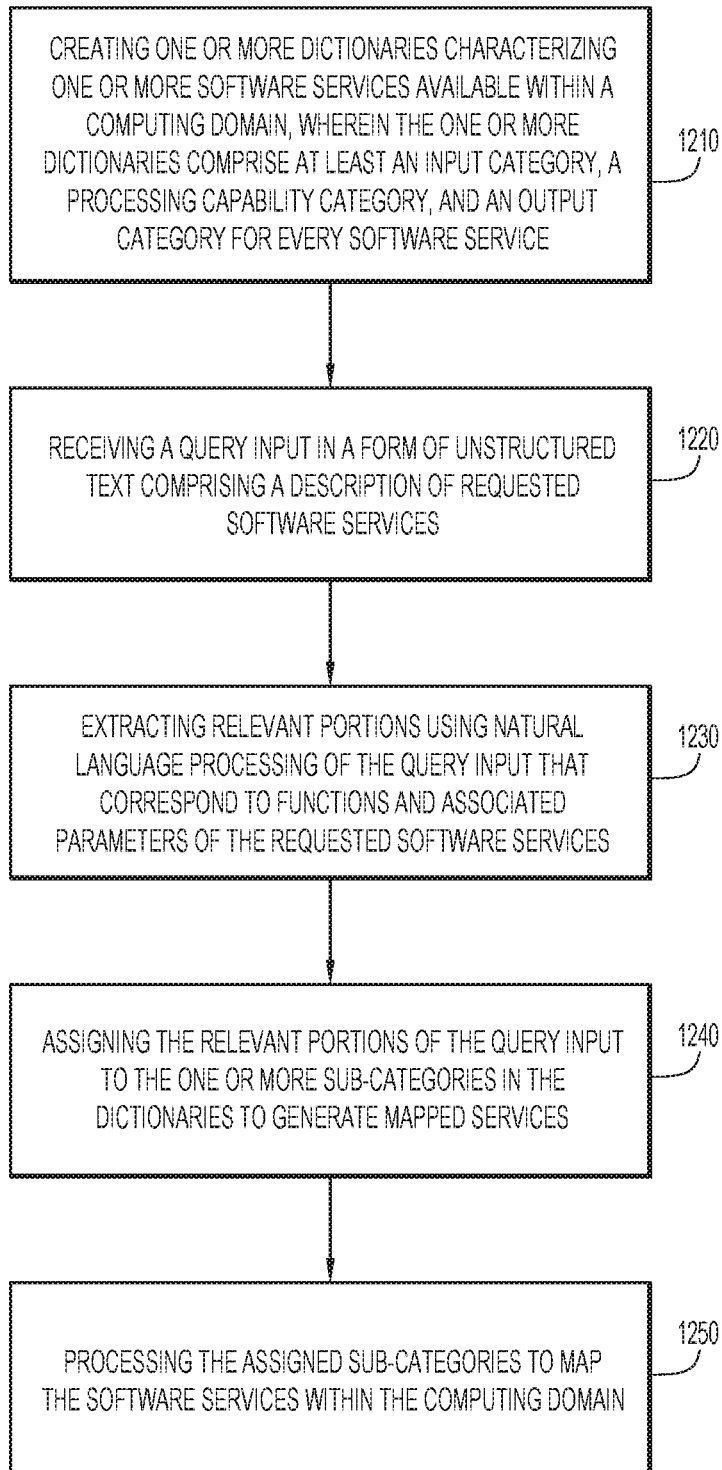 CREATING ONE OR MORE DICTIONARIES CHARACTERIZING
ONE OR MORE SOFTWARE SERVICES AVAILABLE WITHIN A
COMPUTING DOMAIN, WHEREIN THE ONE OR MORE
DICTIONARIES COMPRISE AT LEAST AN INPUT CATEGORY, A
PROCESSING CAPABILITY CATEGORY, AND AN OUTPUT
CATEGORY FOR EVERY SOFTWARE SERVICE
1210
RECEIVING A QUERY INPUT IN A FORM OF UNSTRUCTURED
TEXT COMPRISING A DESCRIPTION OF REQUESTED
SOFTWARE SERVICES
1220
EXTRACTING RELEVANT PORTIONS USING NATURAL
LANGUAGE PROCESSING OF THE QUERY INPUT THAT
CORRESPOND TO FUNCTIONS AND ASSOCIATED
PARAMETERS OF THE REQUESTED SOFTWARE SERVICES
1230
ASSIGNING THE RELEVANT PORTIONS OF THE QUERY INPUT
TO THE ONE OR MORE SUB-CATEGORIES IN THE
DICTIONARIES TO GENERATE MAPPED SERVICES
1240
PROCESSING THE ASSIGNED SUB-CATEGORIES TO MAP
THE SOFTWARE SERVICES WITHIN THE COMPUTING DOMAIN
1250